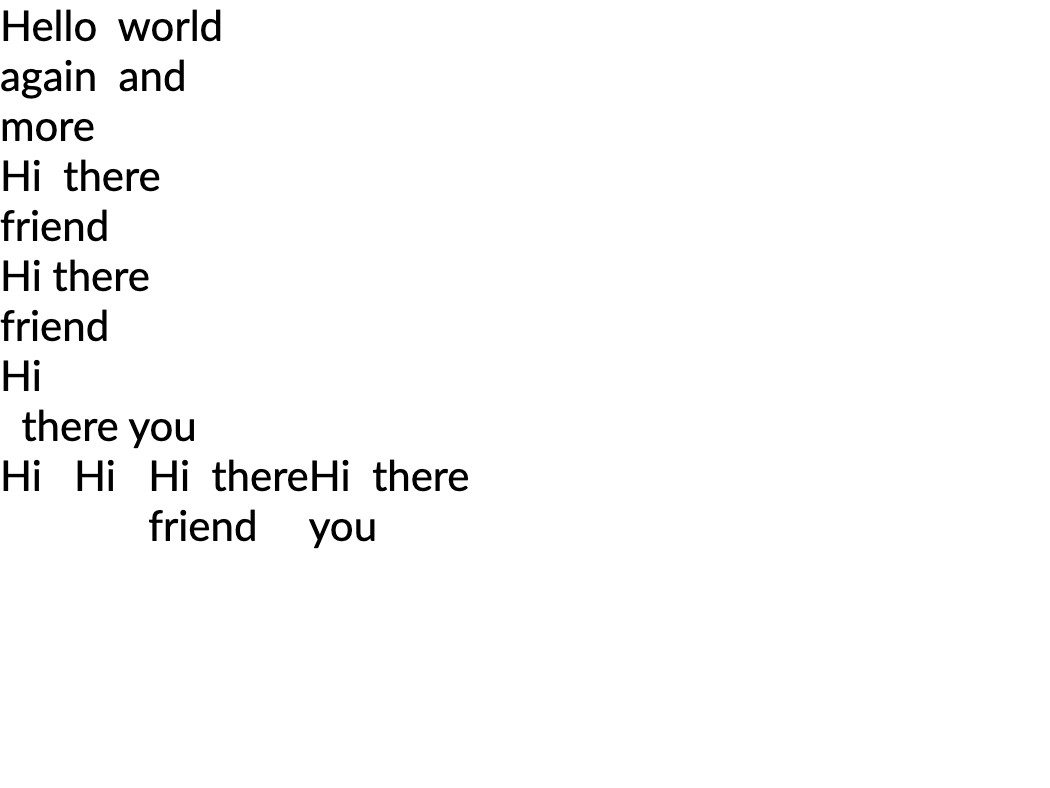 Hello  world
again  and
more
Hi  there
friend
Hi there
friend
Hi
  there you
Hi   Hi   Hi  thereHi  there
friend     you